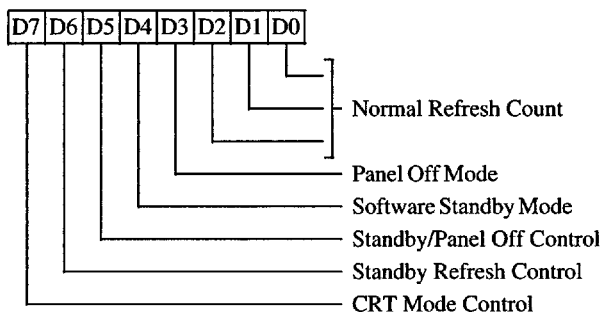 D7 D6 D5 D4 D3 D2 D1 D0
Normal Refresh Count
Panel Off Mode
Software Standby Mode
Standby/Panel Off Control
Standby Refresh Control
CRT Mode Control